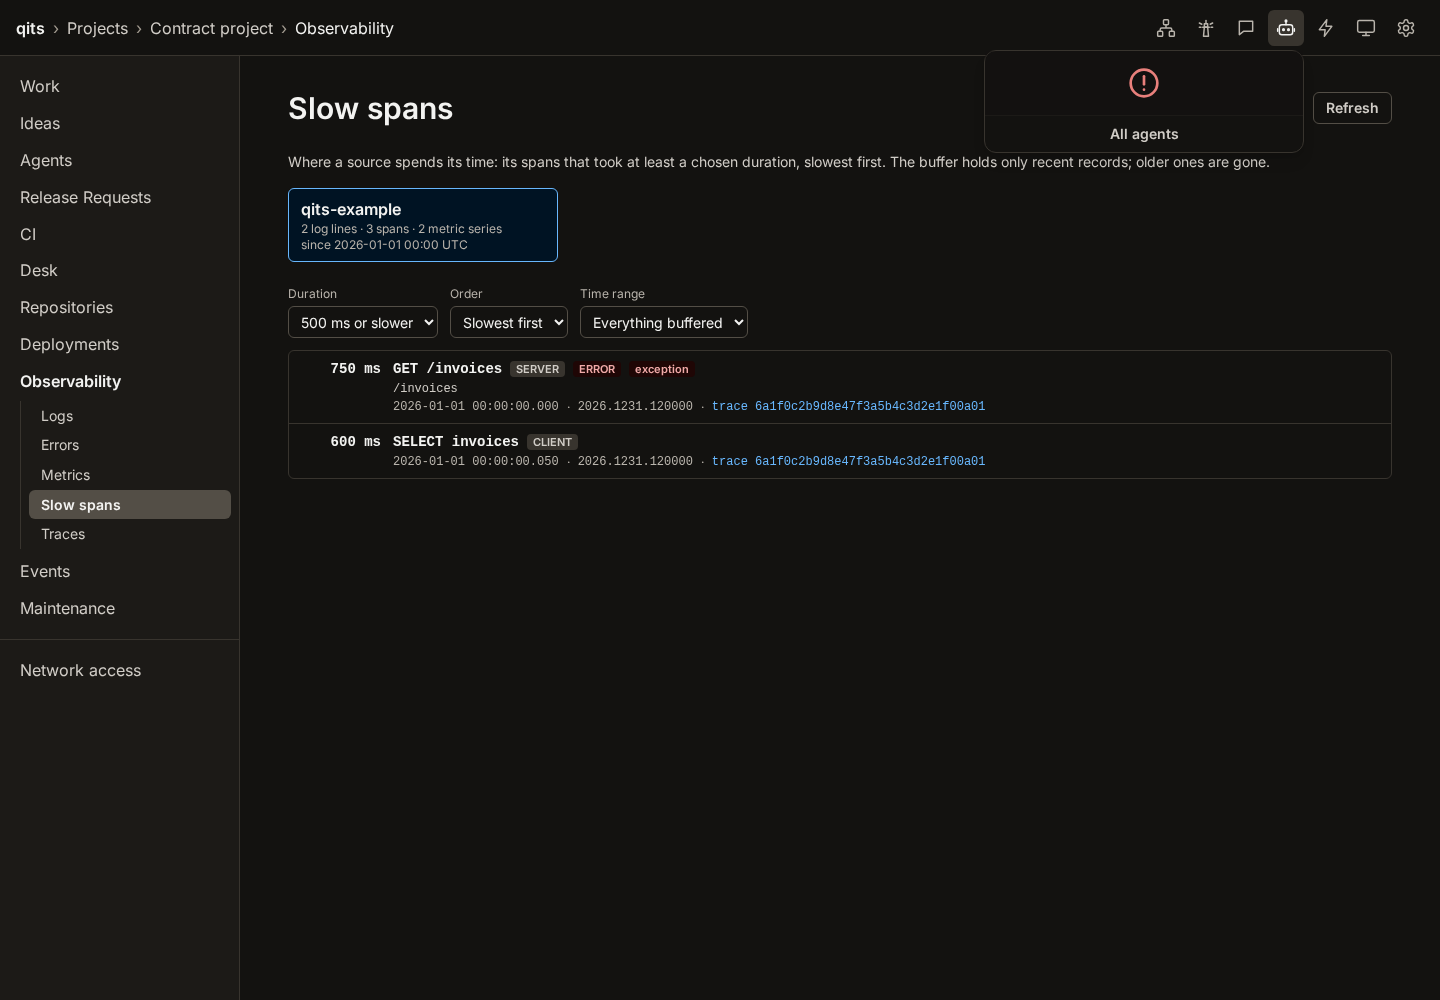 qits › Projects › Contract project › Observability
All agents
Work
Ideas
Agents
Release Requests
CI
Desk
Repositories
Deployments
Observability
Logs
Errors
Metrics
Slow spans
Traces
Events
Maintenance
Network access
Slow spans
Refresh
Where a source spends its time: its spans that took at least a chosen duration, slowest first. The buffer holds only recent records; older ones are gone.
qits-example
2 log lines · 3 spans · 2 metric series
since 2026-01-01 00:00 UTC
Duration Order Time range
500 ms or slower Slowest first Everything buffered
750 ms GET /invoices SERVER ERROR exception
/invoices
2026-01-01 00:00:00.000 · 2026.1231.120000 · trace 6a1f0c2b9d8e47f3a5b4c3d2e1f00a01
600 ms SELECT invoices CLIENT
2026-01-01 00:00:00.050 · 2026.1231.120000 · trace 6a1f0c2b9d8e47f3a5b4c3d2e1f00a01